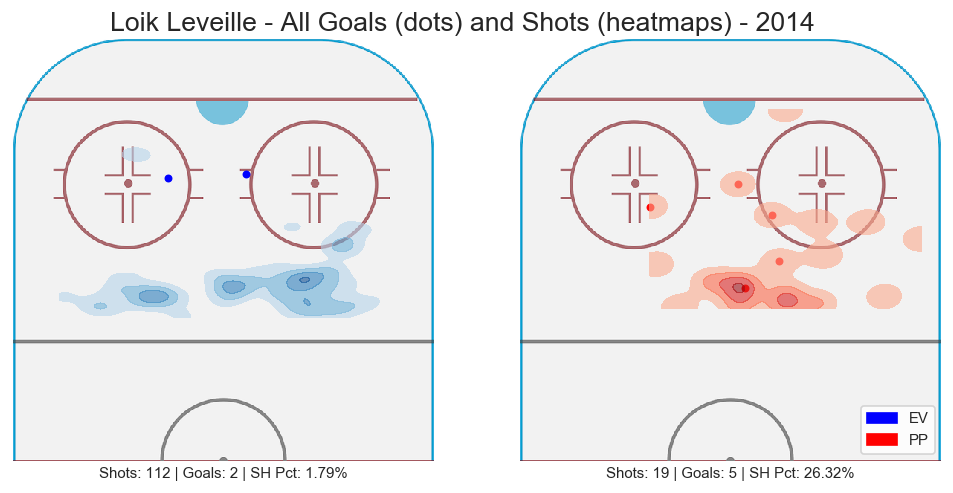 Loik Leveille - All Goals (dots) and Shots (heatmaps) - 2014
EV
PP
Shots: 112 | Goals: 2 | SH Pct: 1.79%
Shots: 19 | Goals: 5 | SH Pct: 26.32%